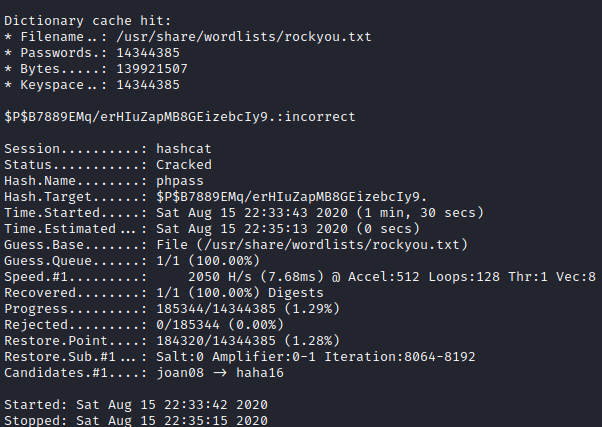 Dictionary cache hit:
* Filename..: /usr/share/wordlists/rockyou.txt
* Passwords.: 14344385
* Bytes.....: 139921507
* Keyspace..: 14344385
$P$B7889EMq/erHIuZapMB8GEizebcIy9.:incorrect
Session..........: hashcat
Status...........: Cracked
Hash.Name........: phpass
Hash.Target......: $P$B7889EMq/erHIuZapMB8GEizebcIy9.
Time.Started.....: Sat Aug 15 22:33:43 2020 (1 min, 30 secs)
Time.Estimated...: Sat Aug 15 22:35:13 2020 (0 secs)
Guess.Base.......: File (/usr/share/wordlists/rockyou.txt)
Guess.Queue......: 1/1 (100.00%)
Speed.#1.........:     2050 H/s (7.68ms) @ Accel:512 Loops:128 Thr:1 Vec:8
Recovered........: 1/1 (100.00%) Digests
Progress.........: 185344/14344385 (1.29%)
Rejected.........: 0/185344 (0.00%)
Restore.Point....: 184320/14344385 (1.28%)
Restore.Sub.#1...: Salt:0 Amplifier:0-1 Iteration:8064-8192
Candidates.#1....: joan08 -> haha16
Started: Sat Aug 15 22:33:42 2020
Stopped: Sat Aug 15 22:35:15 2020